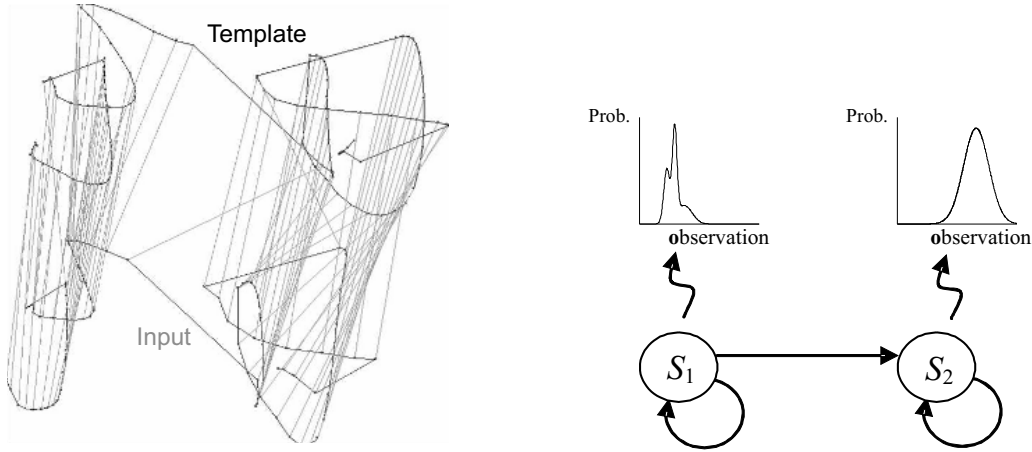 Template
Input
Prob.
Prob.
observation
observation
S1
S2